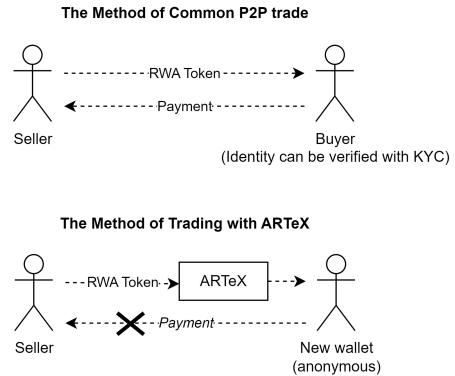 The Method of Common P2P trade
RWA Token
Payment
Seller
Buyer
(Identity can be verified with KYC)
The Method of Trading with ARTeX
RWA Token
ARTeX
Payment
Seller
New wallet
(anonymous)